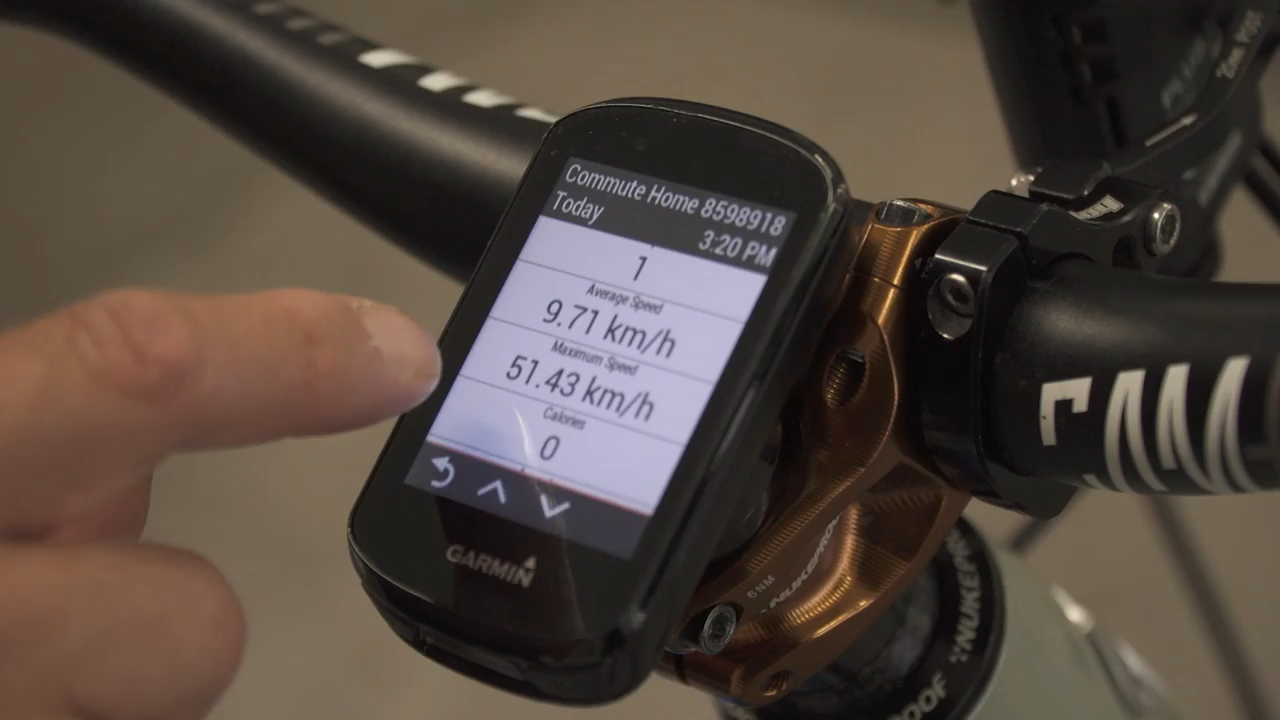 Commute Home 8598918
Today
3:20 PM
1
Average Speed
9.71 km/h
Maximum Speed
51.43 km/h
Calories
0
GARMIN
6NM
NUKEPROOF